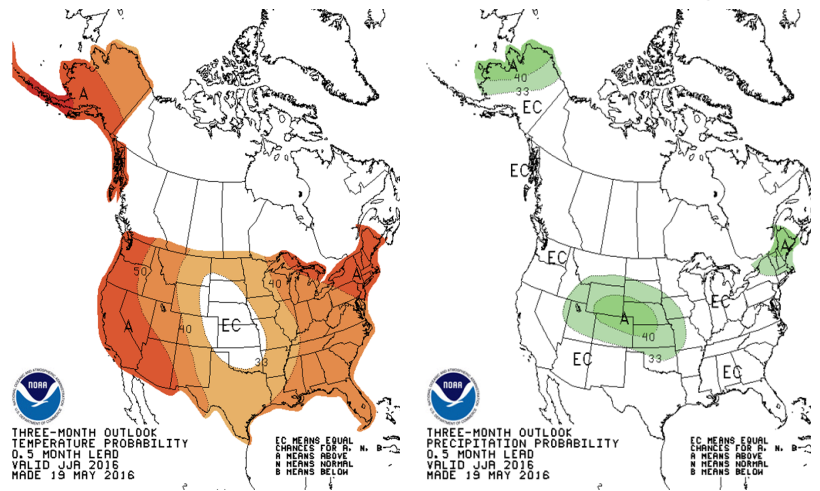 A
50
40
EC
A
40
33
A
NOAA
THREE-MONTH OUTLOOK
TEMPERATURE PROBABILITY
0.5 MONTH LEAD
VALID JJA 2016
MADE 19 MAY 2016
EC MEANS EQUAL
CHANCES FOR A, N, B
A MEANS ABOVE
N MEANS NORMAL
B MEANS BELOW
A
40
33
EC
EC
EC
A
EC
A
40
33
EC
EC
NOAA
THREE-MONTH OUTLOOK
PRECIPITATION PROBABILITY
0.5 MONTH LEAD
VALID JJA 2016
MADE 19 MAY 2016
EC MEANS EQUAL
CHANCES FOR A, N, B
A MEANS ABOVE
N MEANS NORMAL
B MEANS BELOW